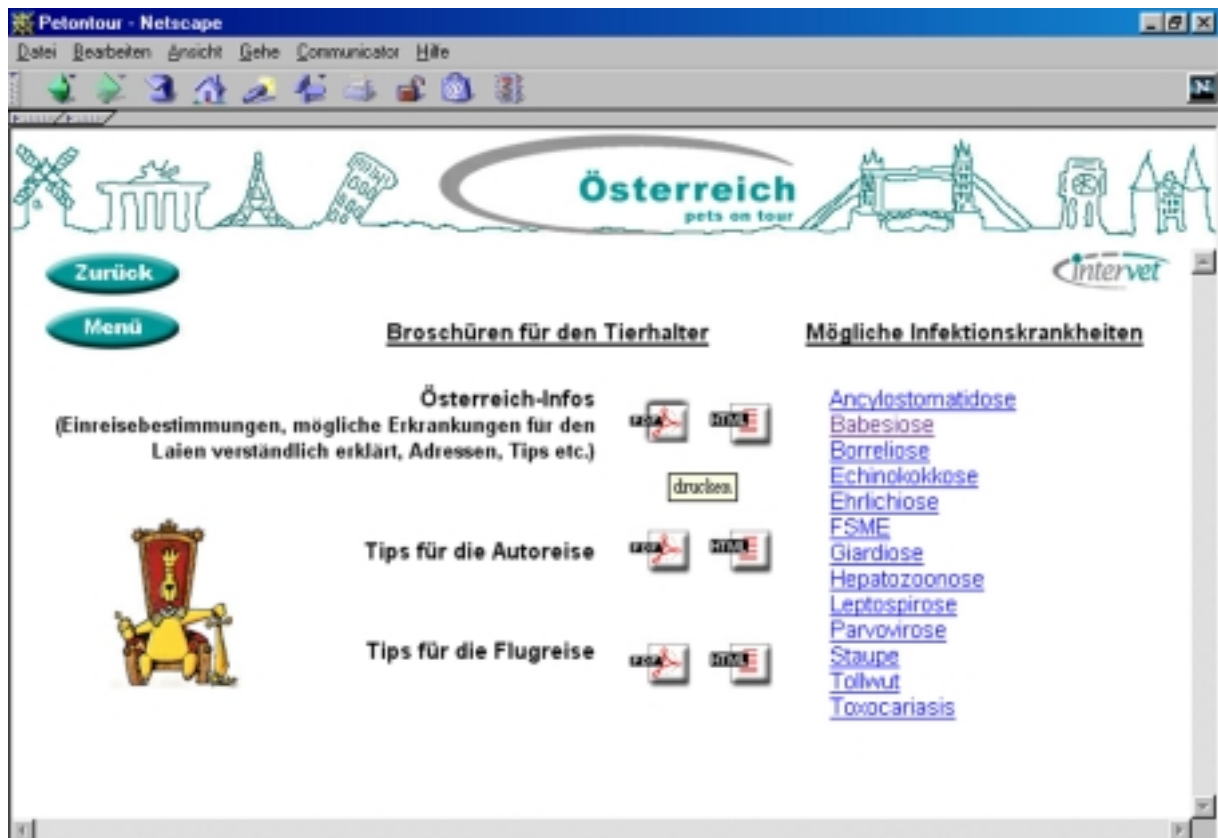 Petontour - Netscape
Datei Bearbeiten Ansicht Gehe Communicator Hilfe
Österreich
pets on tour
Zurück
intervet
Menü
Broschüren für den Tierhalter
Mögliche Infektionskrankheiten
Österreich-Infos
(Einreisebestimmungen, mögliche Erkrankungen für den
Laien verständlich erklärt, Adressen, Tips etc.)
PDF HTML
drucken
Tips für die Autoreise
PDF HTML
Tips für die Flugreise
PDF HTML
Ancylostomatidose
Babesiose
Borreliose
Echinokokkose
Ehrlichiose
FSME
Giardiose
Hepatozoonose
Leptospirose
Parvovirose
Staupe
Tollwut
Toxocariasis